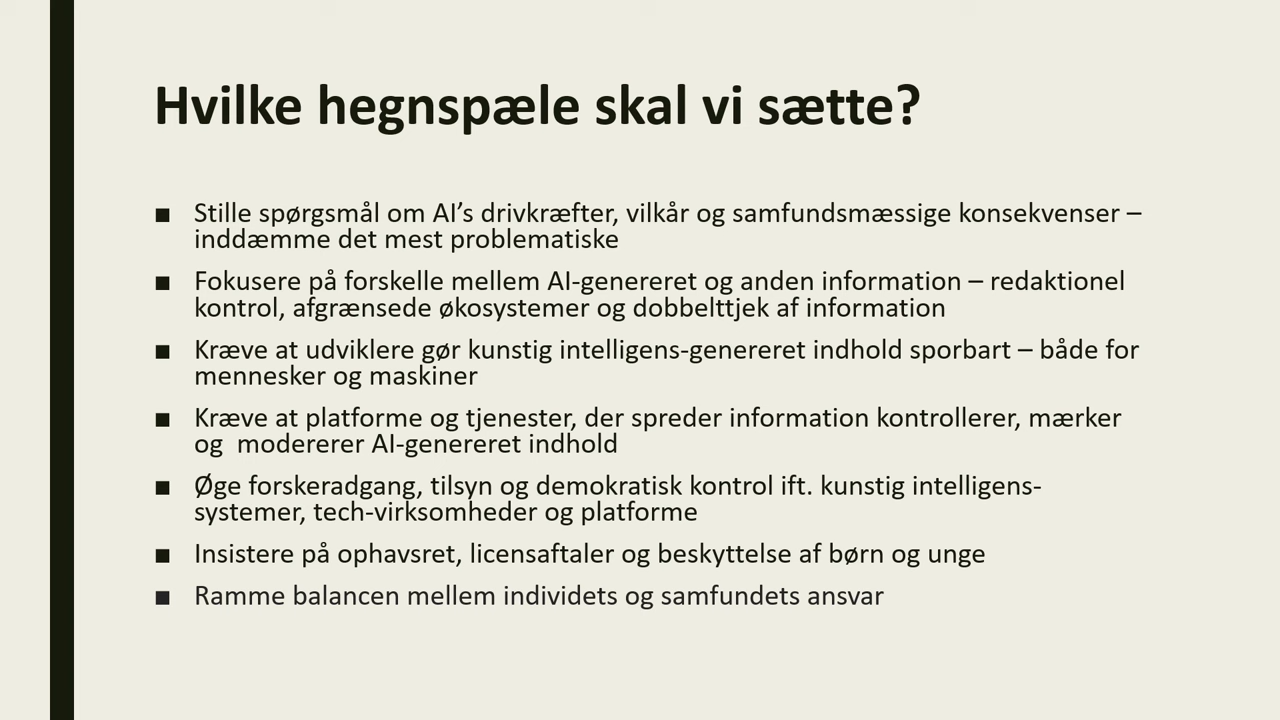 Hvilke hegnspæle skal vi sætte?
■ Stille spørgsmål om AI’s drivkræfter, vilkår og samfundsmæssige konsekvenser –
inddæmme det mest problematiske
■ Fokusere på forskelle mellem AI-genereret og anden information – redaktionel
kontrol, afgrænsede økosystemer og dobbelttjek af information
■ Kræve at udviklere gør kunstig intelligens-genereret indhold sporbart – både for
mennesker og maskiner
■ Kræve at platforme og tjenester, der spreder information kontrollerer, mærker
og  modererer AI-genereret indhold
■ Øge forskeradgang, tilsyn og demokratisk kontrol ift. kunstig intelligens-
systemer, tech-virksomheder og platforme
■ Insistere på ophavsret, licensaftaler og beskyttelse af børn og unge
■ Ramme balancen mellem individets og samfundets ansvar